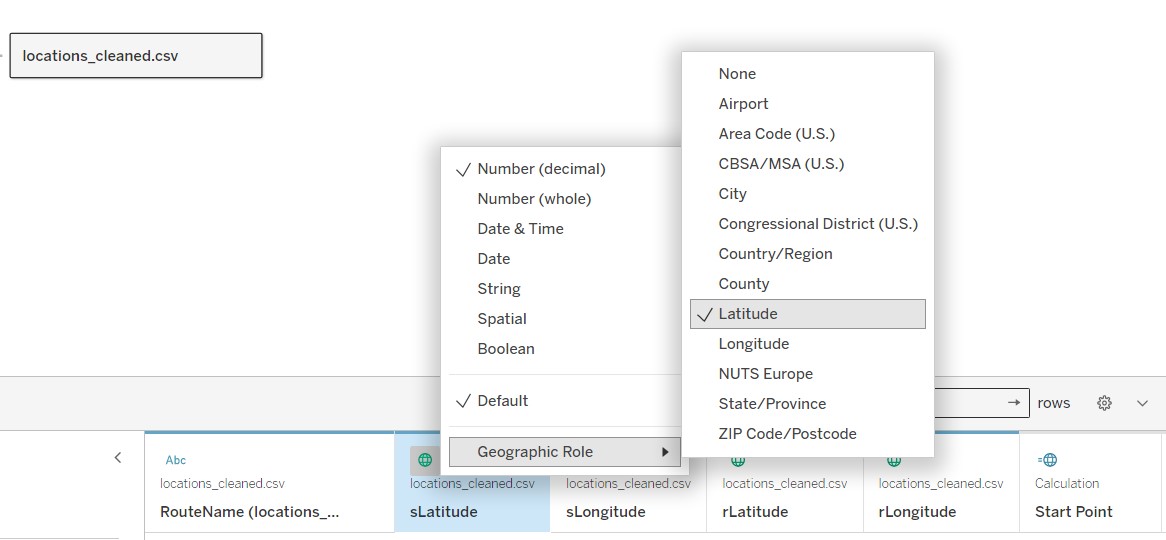 locations_cleaned.csv
None
Airport
Area Code (U.S.)
CBSA/MSA (U.S.)
City
Congressional District (U.S.)
Country/Region
County
Latitude
Longitude
NUTS Europe
State/Province
ZIP Code/Postcode
Number (decimal)
Number (whole)
Date & Time
Date
String
Spatial
Boolean
Default
Geographic Role
rows
Abc
locations_cleaned.csv
RouteName (locations_...
locations_cleaned.csv
sLatitude
locations_cleaned.csv
sLongitude
locations_cleaned.csv
rLatitude
locations_cleaned.csv
rLongitude
Calculation
Start Point